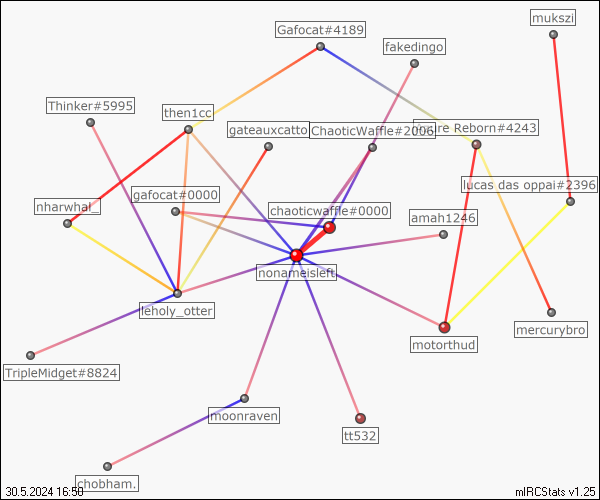 mukszi
Gafocat#4189
fakedingo
Thinker#5995
then1cc
gateauxcatto
ChaoticWaffle#2006
Reborn#4243
gafocat#0000
lucas das oppai#2396
nharwhal_
chaoticwaffle#0000
amah1246
nonameisleft
leholy_otter
mercurybro
motorthud
TripleMidget#8824
moonraven
tt532
chobham.
30.5.2024 16:50
mIRCStats v1.25